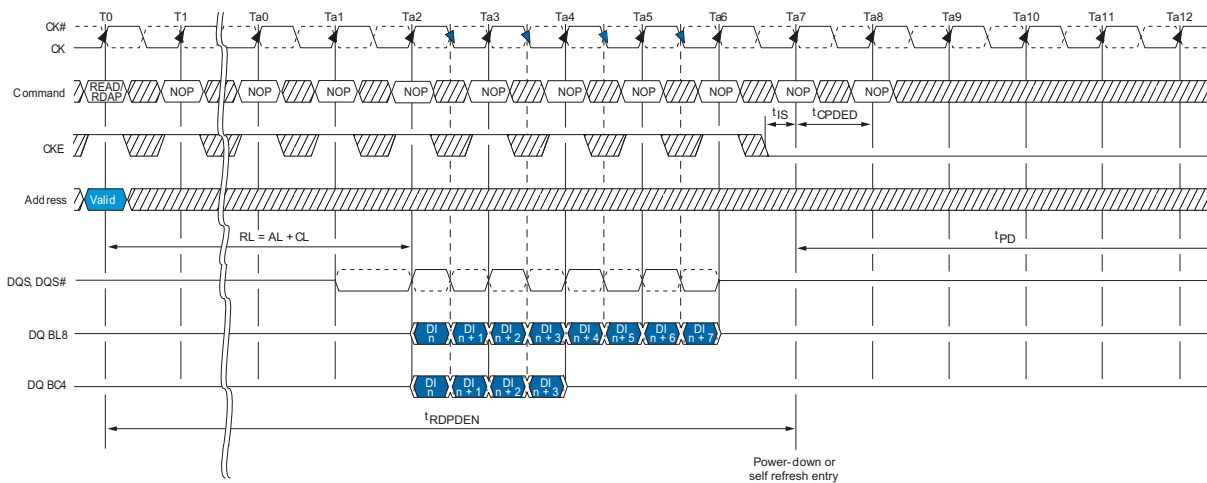 T0 T1 Ta0 Ta1 Ta2 Ta3 Ta4 Ta5 Ta6 Ta7 Ta8 Ta9 Ta10 Ta11 Ta12
CK#
CK
Command READ/ RDAP NOP NOP NOP NOP NOP NOP NOP NOP NOP NOP
tIS tCPDED
CKE
Address Valid
RL = AL + CL tPD
DQS, DQS#
DQ BL8 DI n DI n + 1 DI n + 2 DI n + 3 DI n + 4 DI n+ 5 DI n + 6 DI n + 7
DQ BC4 DI n DI n + 1 DI n + 2 DI n + 3
tRDPDEN
Power-down or
self refresh entry